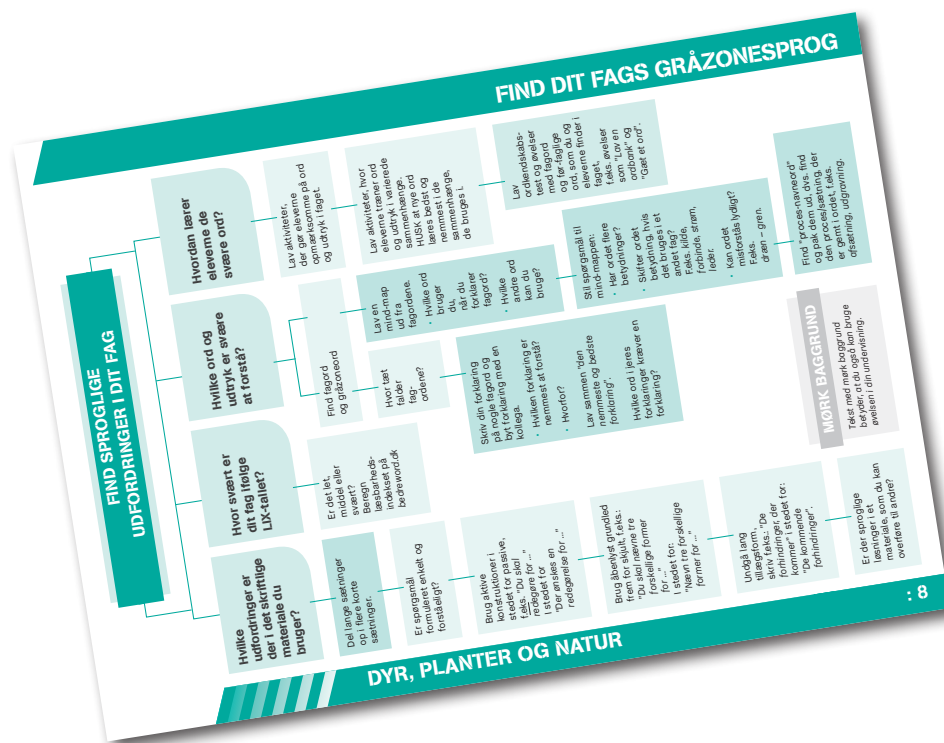 FIND DIT FAGS GRÅZONESPROG
FIND SPROGLIGE
UDFORDRINGER I DIT FAG
Hvilke
udfordringer er
der i det skriftlige
materiale du
bruger?
Del lange sætninger
op i flere korte
sætninger.
Er spørgsmål
formuleret enkelt og
forståeligt?
Brug aktive
konstruktioner i
stedet for passive,
f.eks. "Du skal
redegøre for ..."
I stedet for
"Der ønskes en
redegørelse for ..."
Brug åbenlyst grundled
frem for skjult, f.eks.:
"Du skal nævne tre
forskellige former
for ..."
I stedet for:
"Nævn tre forskellige
former for ..."
Undgå lang
tillægsform,
skriv f.eks.: "De
forhindringer, der
kommer" i stedet for:
"De kommende
forhindringer".
Er der sproglige
løsninger i et
materiale, som du kan
overføre til andre?
Hvor svært er
dit fag ifølge
LIX-tallet?
Er det let,
middel eller
svært?
Beregn
læsbarheds-
indekset på
bedreword.dk
Hvilke ord og
udtryk er svære
at forstå?
Find fagord
og gråzoneord
Hvor tæt
falder
fag-
ordene?
Skriv din forklaring
på nogle fagord og
byt forklaring med en
kollega.
· Hvilken forklaring er
nemmest at forstå?
· Hvorfor?
Lav sammen "den
nemmeste og bedste
forklaring".
Hvilke ord i jeres
forklaringer kræver en
forklaring?
Lav en
mind-map
ud fra
fagordene.
· Hvilke ord
bruger
du,
når du
forklarer
fagord?
· Hvilke
andre ord
kan du
bruge?
Stil spørgsmål til
mind-mappen:
· Har ordet flere
betydninger?
· Skifter ordet
betydning, hvis
det bruges i et
andet fag?
F.eks. kilde,
forbinde, strøm,
leder.
· Kan ordet
misforstås lydligt?
F.eks.
dræn – gren.
Find "proces-navneord"
og pak dem ud, dvs. find
den proces/sætning, der
er gemt i ordet, f.eks.
afsætning, udgravning.
Hvordan lærer
eleverne de
svære ord?
Lav aktiviteter,
der gør eleverne
opmærksomme på ord
og udtryk i faget.
Lav aktiviteter, hvor
eleverne træner ord
og udtryk i varierede
sammenhænge.
HUSK at nye ord
læres bedst og
nemmest i de
sammenhænge,
de bruges i.
Lav
ordkendskabs-
test og øvelser
med fagord
og før-faglige
ord, som du og
eleverne finder i
faget,
f.eks. øvelser
som "Lav en
ordbank" og
"Gæt et ord".
MØRK BAGGRUND
Tekst med mørk baggrund
betyder, at du også kan bruge
øvelsen i din undervisning.
DYR, PLANTER OG NATUR
: 8